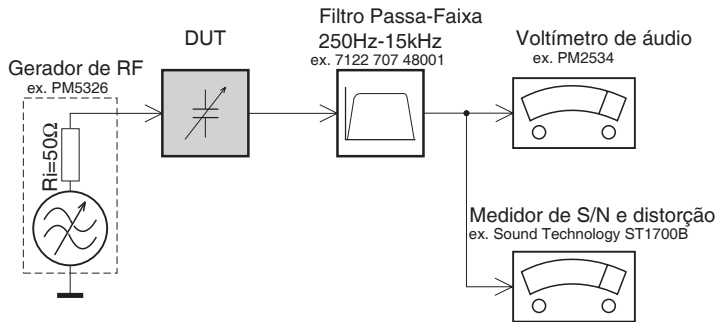 Gerador de RF
ex. PM5326
Ri=50Ω
DUT
Filtro Passa-Faixa
250Hz-15kHz
ex. 7122 707 48001
Voltímetro de áudio
ex. PM2534
Medidor de S/N e distorção
ex. Sound Technology ST1700B